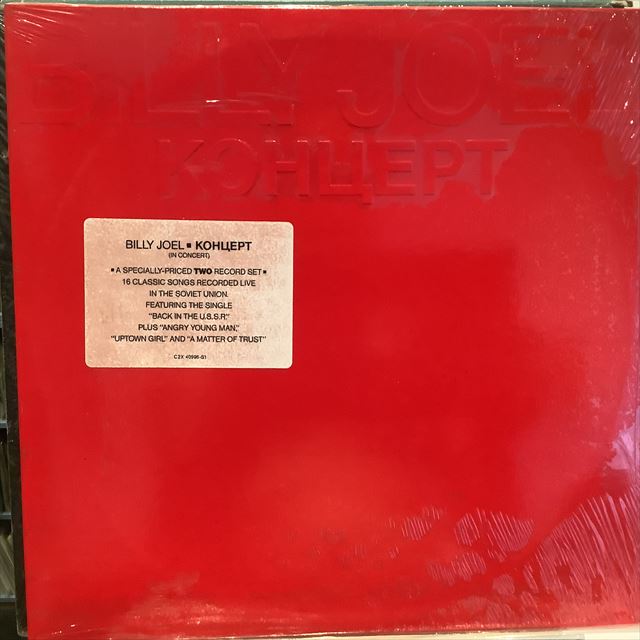 BILLY JOEL
КОНЦЕРТ
BILLY JOEL ▪ КОНЦЕРТ
(IN CONCERT)
▪ A SPECIALLY-PRICED TWO RECORD SET ▪
16 CLASSIC SONGS RECORDED LIVE
IN THE SOVIET UNION.
FEATURING THE SINGLE
"BACK IN THE U.S.S.R."
PLUS "ANGRY YOUNG MAN,"
"UPTOWN GIRL" AND "A MATTER OF TRUST"
C2X 40996-S1